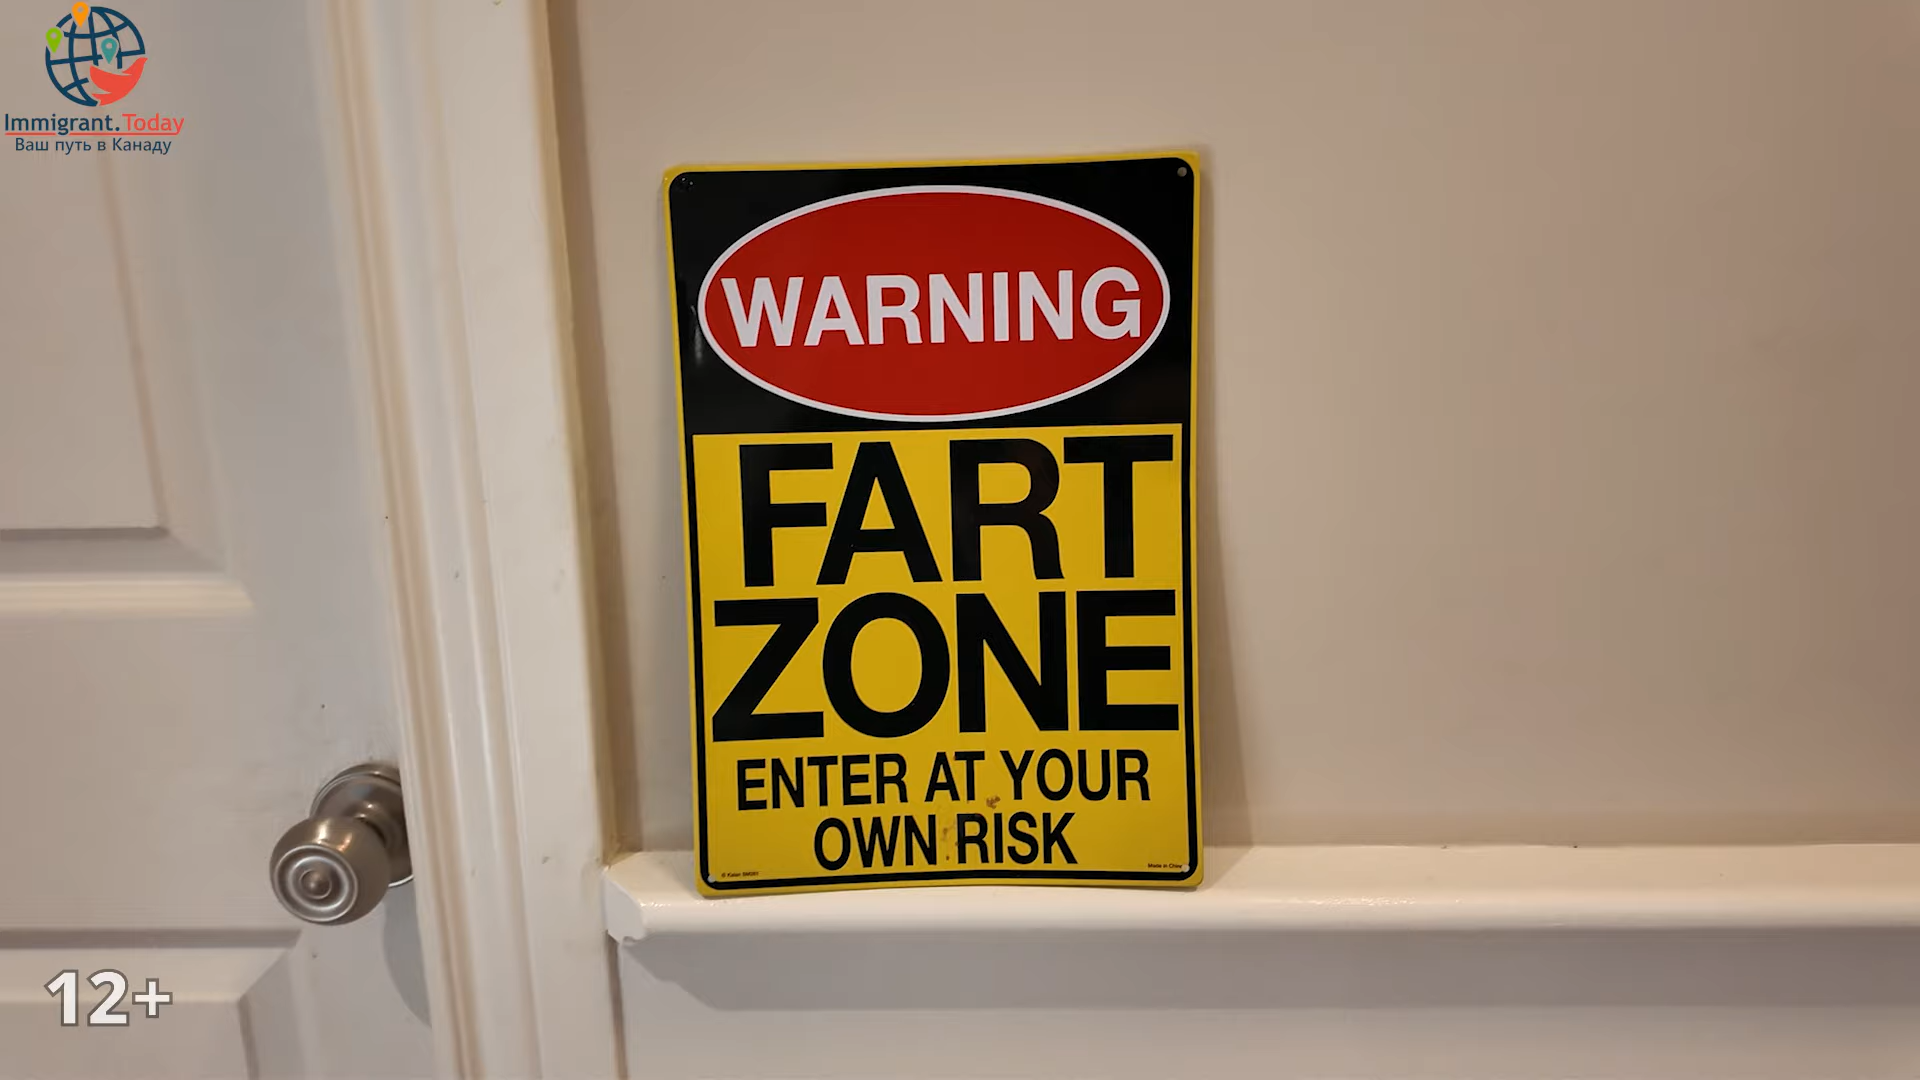 Immigrant.Today
Ваш путь в Канаду
WARNING
FART
ZONE
ENTER AT YOUR
OWN RISK
Made in China
12+